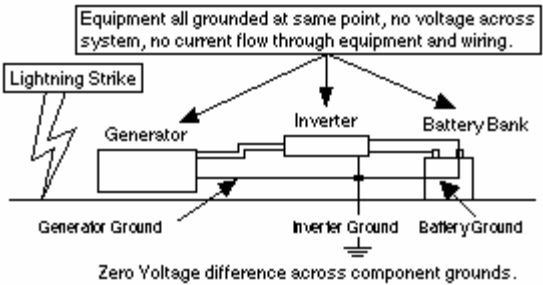 Equipment all grounded at same point, no voltage across
system, no current flow through equipment and wiring.
Lightning Strike
Generator
Inverter
Battery Bank
Generator Ground
Inverter Ground
Battery Ground
Zero Voltage difference across component grounds.